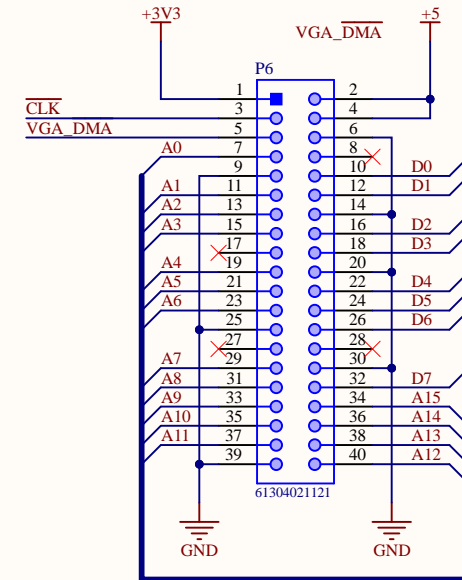 +3V3
+5
VGA_DMA
P6
1 2
CLK 3 4
VGA_DMA 5 6
A0 7 8
9 10 D0
A1 11 12 D1
A2 13 14
A3 15 16 D2
17 18 D3
A4 19 20
A5 21 22 D4
A6 23 24 D5
25 26 D6
27 28
A7 29 30
A8 31 32 D7
A9 33 34 A15
A10 35 36 A14
A11 37 38 A13
39 40 A12
61304021121
GND GND